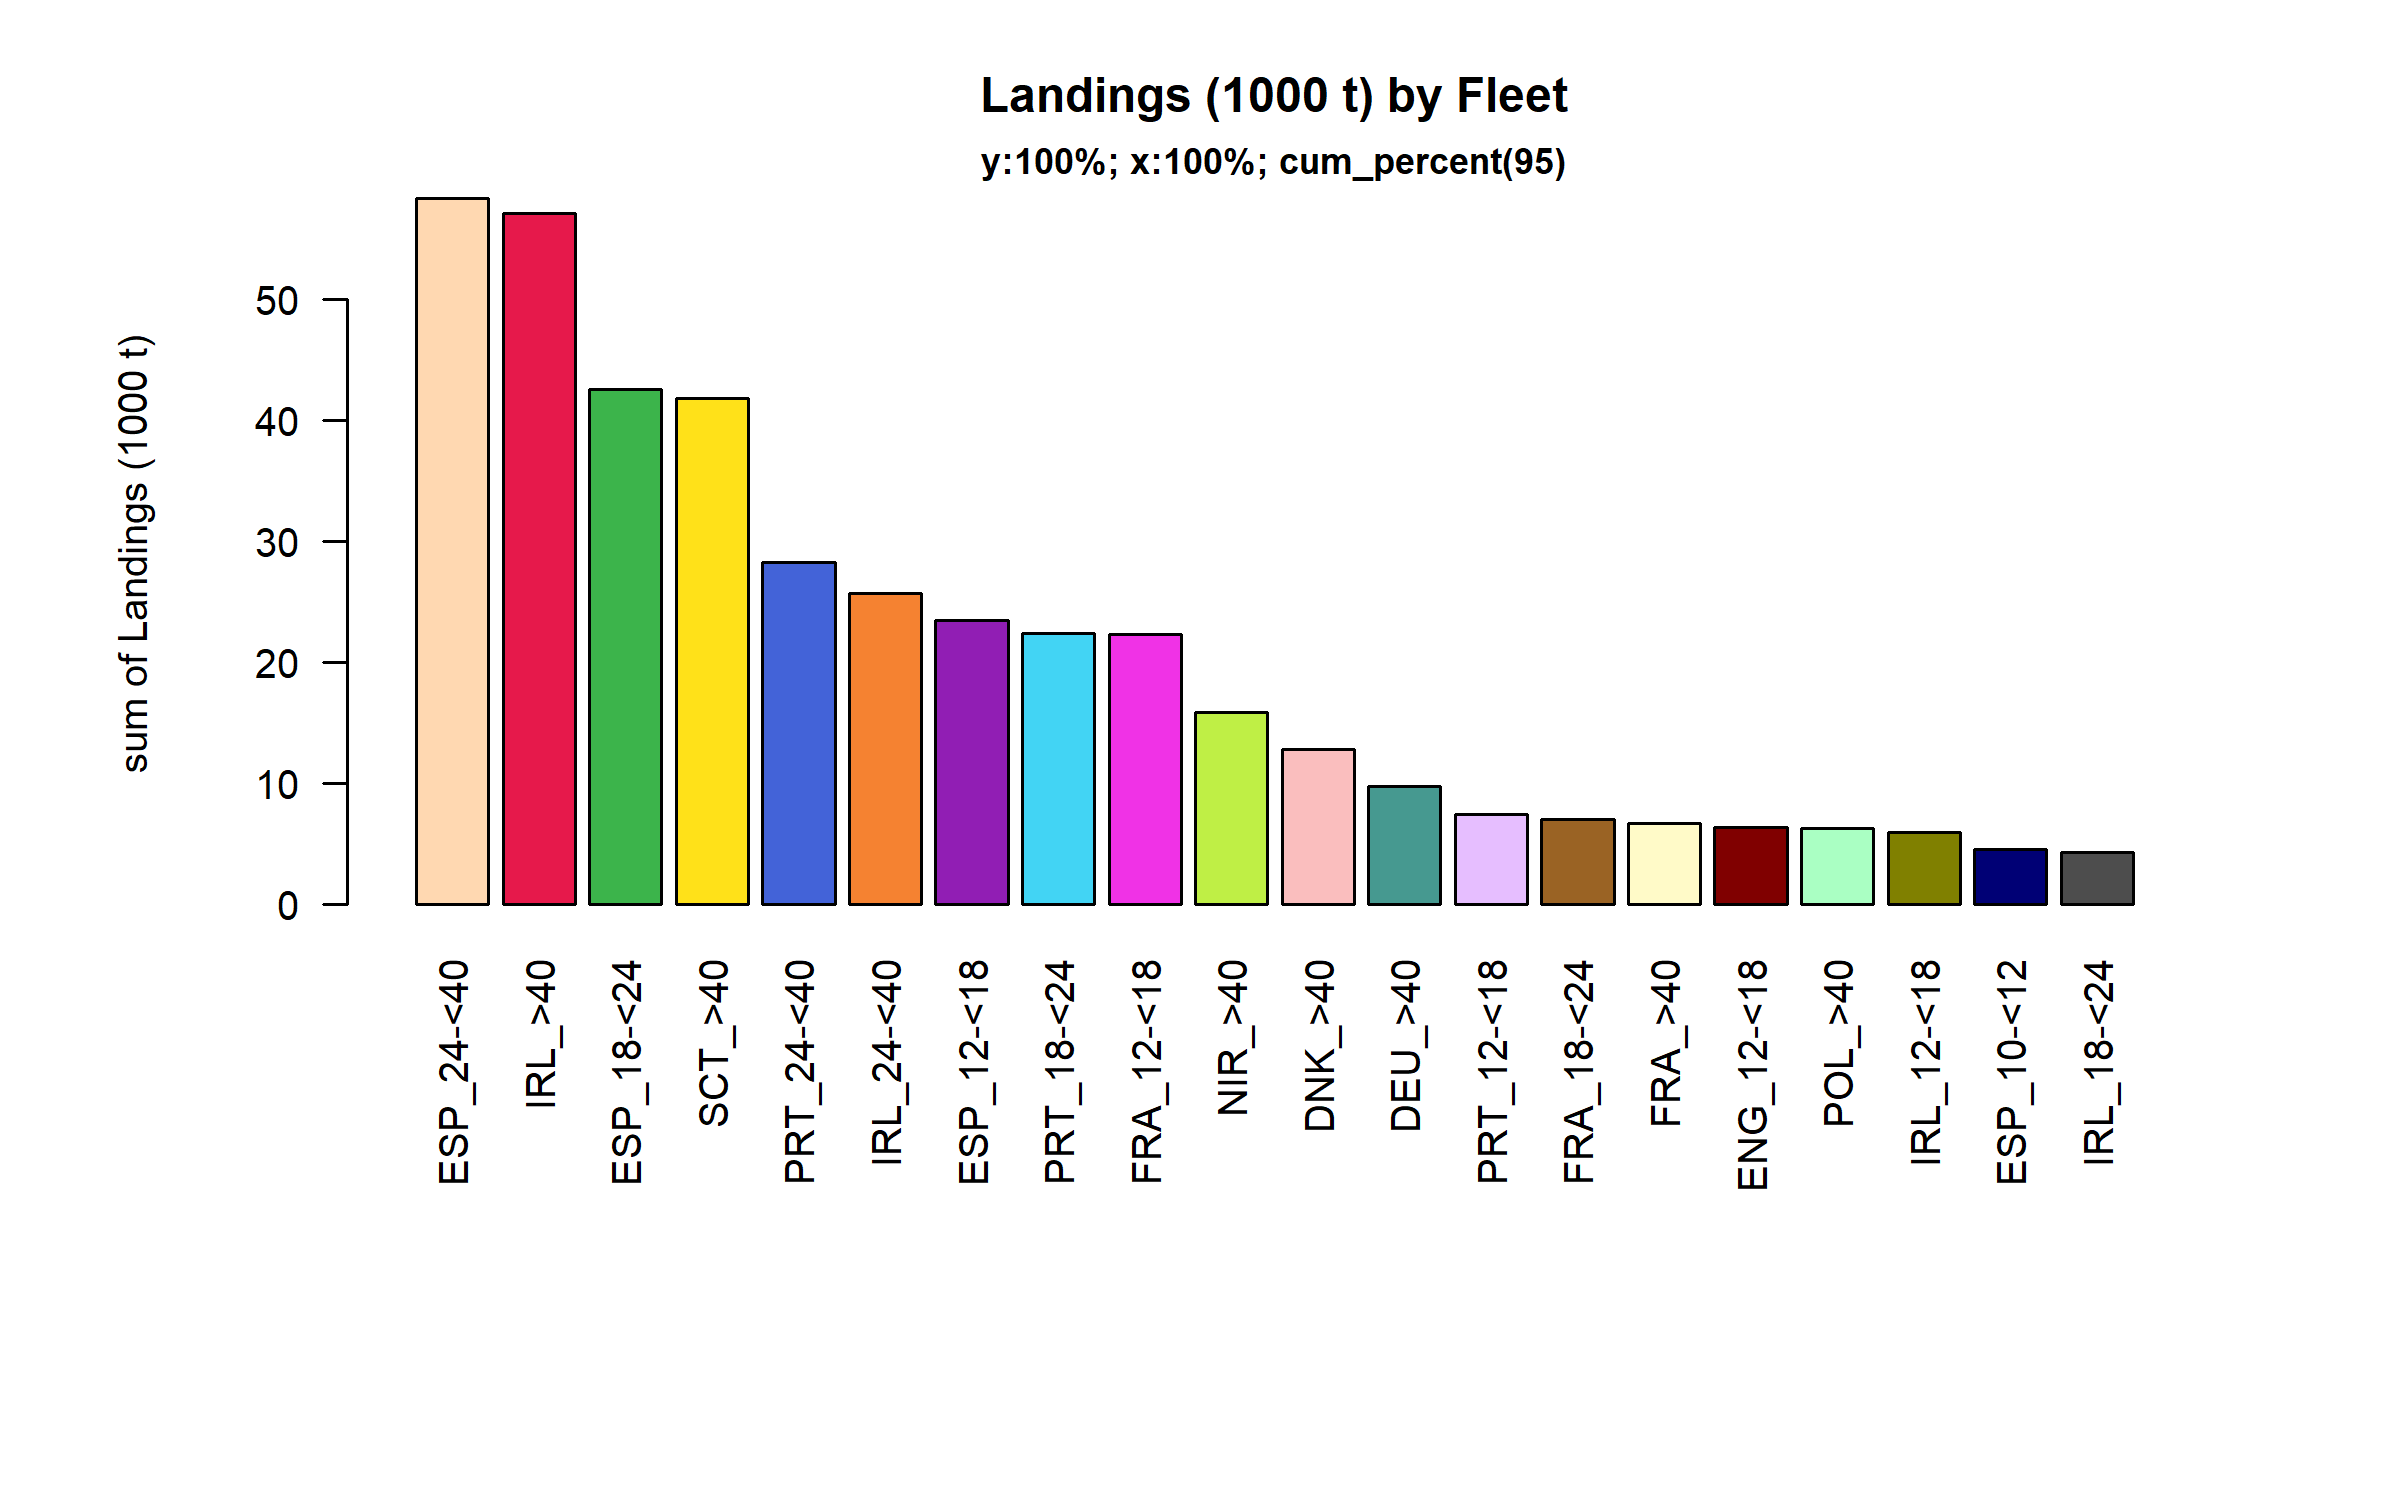 Landings (1000 t) by Fleet
y:100%; x:100%; cum_percent(95)
sum of Landings (1000 t)
50
40
30
20
10
0
ESP_24-<40
IRL_>40
ESP_18-<24
SCT_>40
PRT_24-<40
IRL_24-<40
ESP_12-<18
PRT_18-<24
FRA_12-<18
NIR_>40
DNK_>40
DEU_>40
PRT_12-<18
FRA_18-<24
FRA_>40
ENG_12-<18
POL_>40
IRL_12-<18
ESP_10-<12
IRL_18-<24